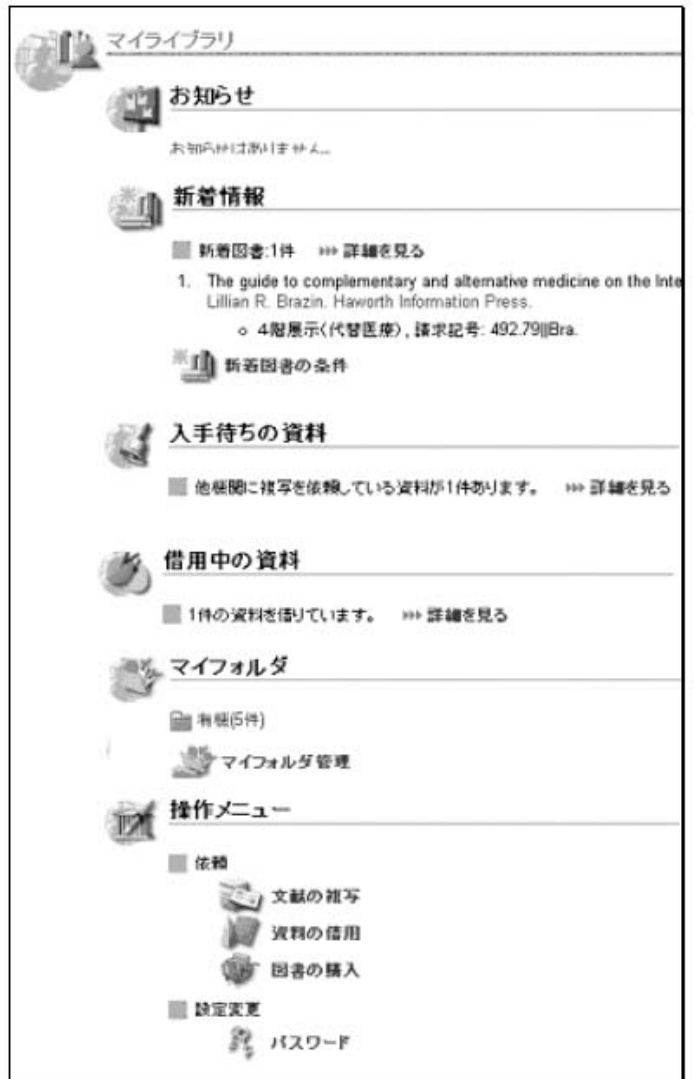 マイライブラリ
お知らせ
お知らせはありません。
新着情報
新着図書:1件 >>> 詳細を見る
1. The guide to complementary and alternative medicine on the Inte
Lillian R. Brazin. Haworth Information Press.
4階展示(代替医療), 請求記号: 492.79||Bra.
新着図書の条件
入手待ちの資料
他機関に複写を依頼している資料が1件あります。 >>> 詳細を見る
借用中の資料
1件の資料を借りています。 >>> 詳細を見る
マイフォルダ
有機(5件)
マイフォルダ管理
操作メニュー
依頼
文献の複写
資料の借用
図書の購入
設定変更
パスワード